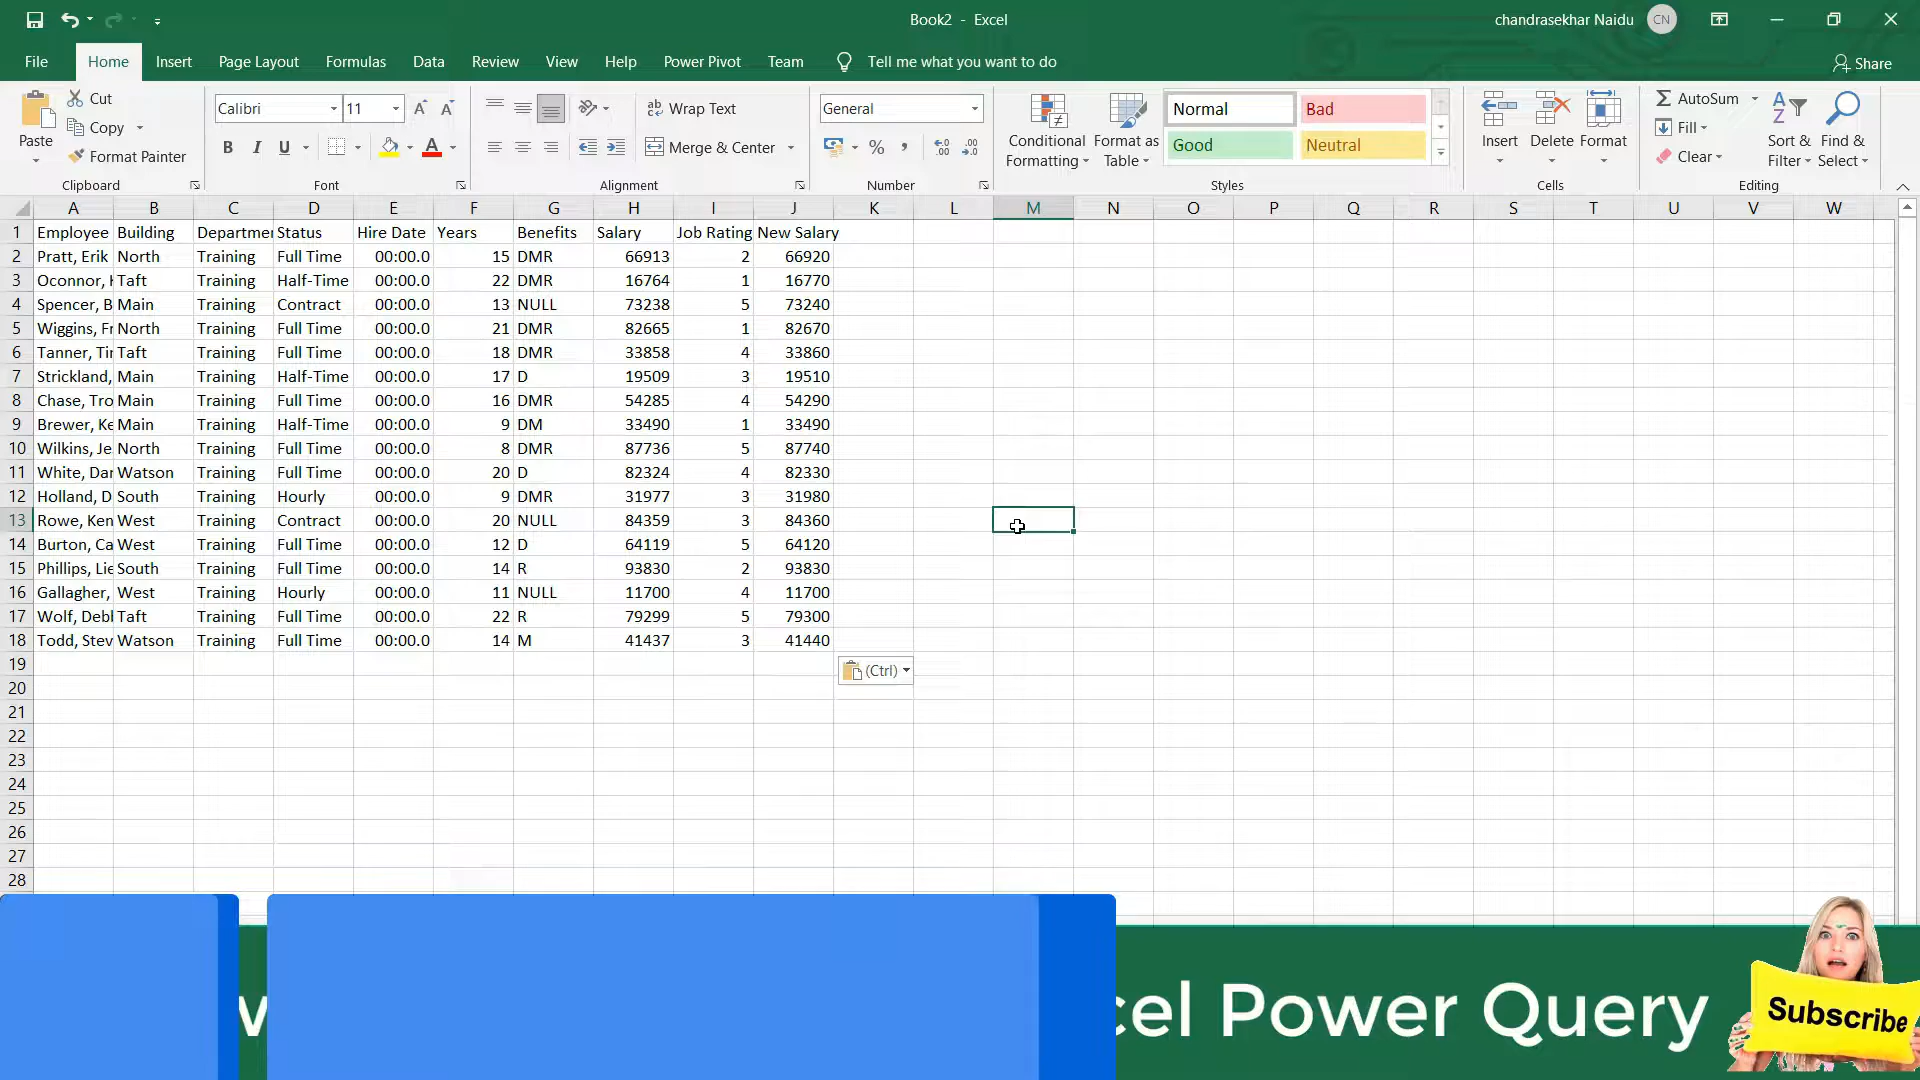 Book2 - Excel
chandrasekhar Naidu CN
File Home Insert Page Layout Formulas Data Review View Help Power Pivot Team Tell me what you want to do Share
Paste
Cut
Copy
Format Painter
Clipboard
Calibri 11
B I U
Font
Wrap Text
Merge & Center
Alignment
General
%
Number
Conditional Formatting
Format as Table
Normal Bad
Good Neutral
Styles
Insert Delete Format
Cells
AutoSum
Fill
Clear
Sort & Filter
Find & Select
Editing
A B C D E F G H I J K L M N O P Q R S T U V W
1 Employee Building Departmer Status Hire Date Years Benefits Salary Job Rating New Salary
2 Pratt, Erik North Training Full Time 00:00.0 15 DMR 66913 2 66920
3 Oconnor, Taft Training Half-Time 00:00.0 22 DMR 16764 1 16770
4 Spencer, B Main Training Contract 00:00.0 13 NULL 73238 5 73240
5 Wiggins, Fr North Training Full Time 00:00.0 21 DMR 82665 1 82670
6 Tanner, Tir Taft Training Full Time 00:00.0 18 DMR 33858 4 33860
7 Strickland, Main Training Half-Time 00:00.0 17 D 19509 3 19510
8 Chase, Tro Main Training Full Time 00:00.0 16 DMR 54285 4 54290
9 Brewer, Ke Main Training Half-Time 00:00.0 9 DM 33490 1 33490
10 Wilkins, Je North Training Full Time 00:00.0 8 DMR 87736 5 87740
11 White, Dar Watson Training Full Time 00:00.0 20 D 82324 4 82330
12 Holland, D South Training Hourly 00:00.0 9 DMR 31977 3 31980
13 Rowe, Ken West Training Contract 00:00.0 20 NULL 84359 3 84360
14 Burton, Ca West Training Full Time 00:00.0 12 D 64119 5 64120
15 Phillips, Lie South Training Full Time 00:00.0 14 R 93830 2 93830
16 Gallagher, West Training Hourly 00:00.0 11 NULL 11700 4 11700
17 Wolf, Debl Taft Training Full Time 00:00.0 22 R 79299 5 79300
18 Todd, Stev Watson Training Full Time 00:00.0 14 M 41437 3 41440
19
(Ctrl)
20
21
22
23
24
25
26
27
28
cel Power Query
Subscribe